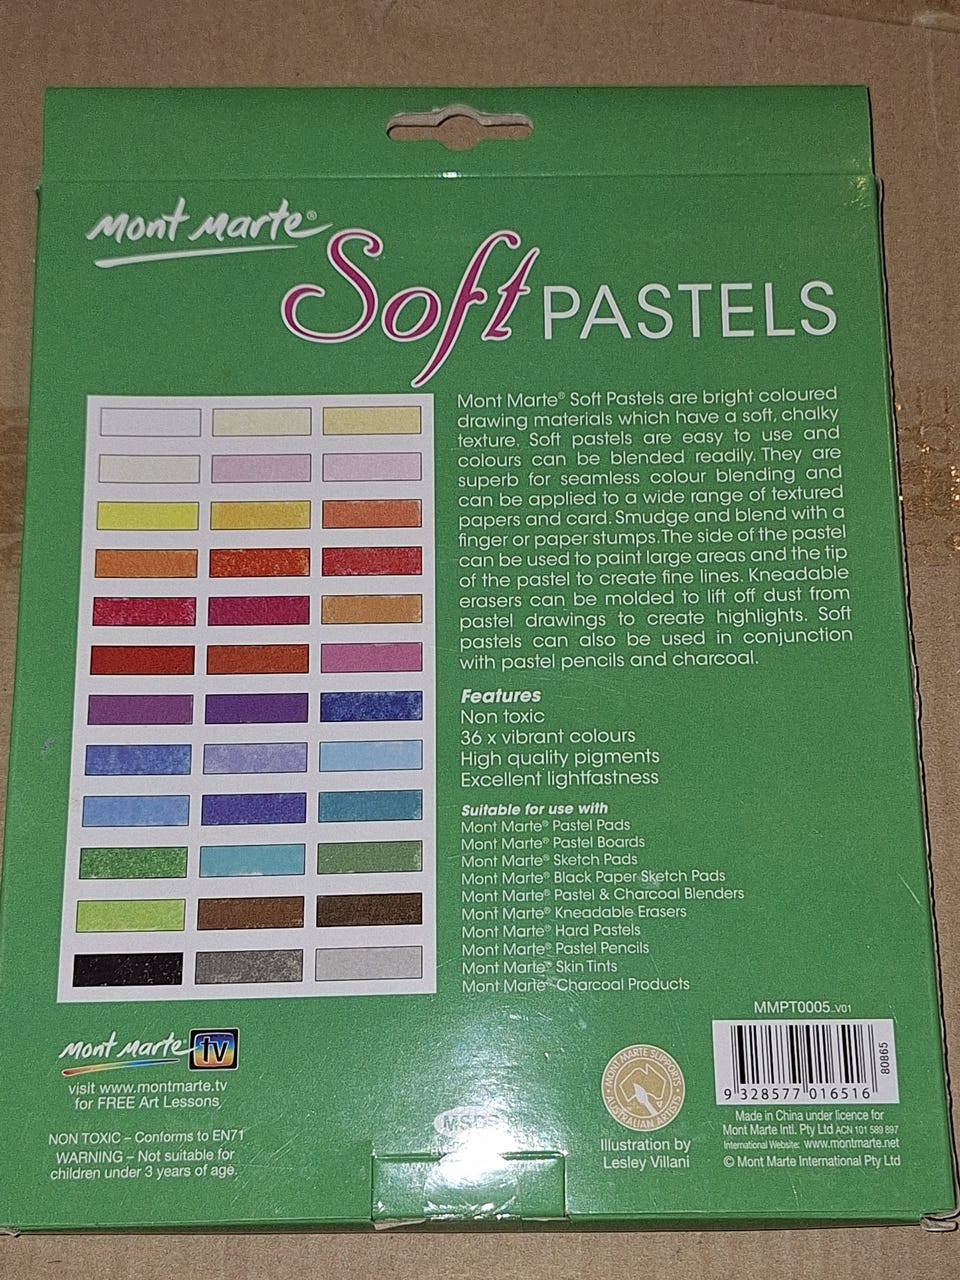 Mont Marte®
Soft PASTELS
Mont Marte® Soft Pastels are bright coloured
drawing materials which have a soft, chalky
texture. Soft pastels are easy to use and
colours can be blended readily. They are
superb for seamless colour blending and
can be applied to a wide range of textured
papers and card. Smudge and blend with a
finger or paper stumps. The side of the pastel
can be used to paint large areas and the tip
of the pastel to create fine lines. Kneadable
erasers can be molded to lift off dust from
pastel drawings to create highlights. Soft
pastels can also be used in conjunction
with pastel pencils and charcoal.
Features
Non toxic
36 x vibrant colours
High quality pigments
Excellent lightfastness
Suitable for use with
Mont Marte® Pastel Pads
Mont Marte® Pastel Boards
Mont Marte® Sketch Pads
Mont Marte® Black Paper Sketch Pads
Mont Marte® Pastel & Charcoal Blenders
Mont Marte® Kneadable Erasers
Mont Marte® Hard Pastels
Mont Marte® Pastel Pencils
Mont Marte® Skin Tints
Mont Marte® Charcoal Products
Mont Marte tv
visit www.montmarte.tv
for FREE Art Lessons
NON TOXIC – Conforms to EN71
WARNING – Not suitable for
children under 3 years of age.
MONT MARTE SUPPORTS
AUSTRALIAN ARTISTS
Illustration by
Lesley Villani
MMPT0005_V01
80865
9 328577 016516
Made in China under licence for
Mont Marte Intl. Pty Ltd ACN 101 589 897
International Website: www.montmarte.net
© Mont Marte International Pty Ltd